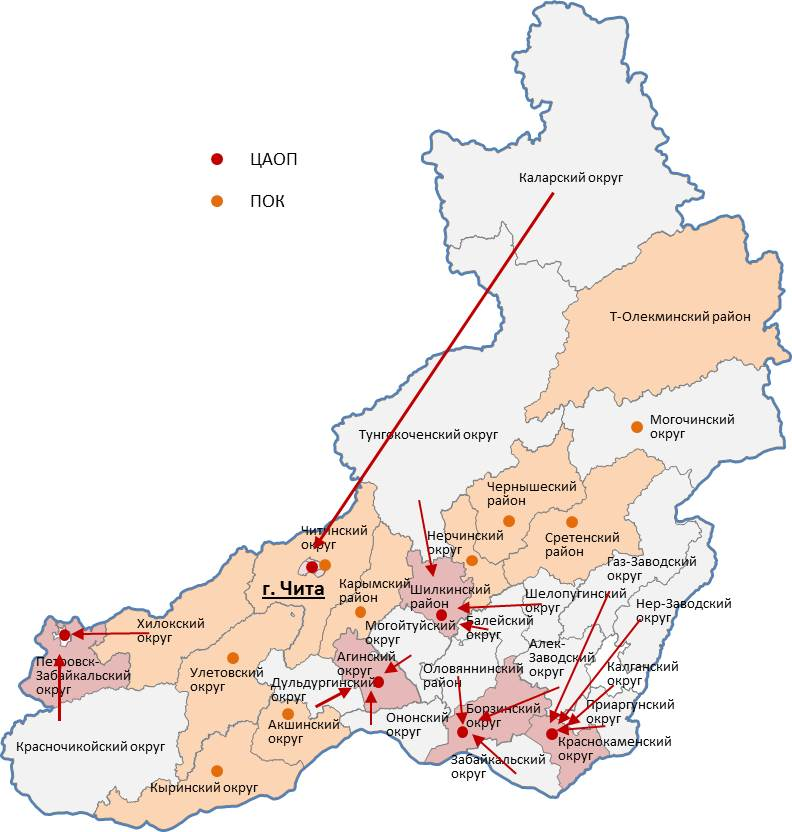 ЦАОП
ПОК
Каларский округ
Т-Олекминский район
Тунгокоченский округ
Могочинский
округ
Чернышеский
район
Сретенский
район
Читинский
округ
Нерчинский
округ
г. Чита
Карымский
район
Шилкинский
район
Газ-Заводский
округ
Шелопугинский
округ
Нер-Заводский
округ
Хилокский
округ
Могойтуйский
округ
Балейский
округ
Алек-
Заводский
округ
Петровск-
Забайкальский
округ
Улетовский
округ
Агинский
округ
Дульдургинский
округ
Оловяннинский
район
Калганский
округ
Приаргунский
округ
Борзинский
округ
Ононский
округ
Акшинский
округ
Красночикойский округ
Краснокаменский
округ
Забайкальский
округ
Кыринский округ